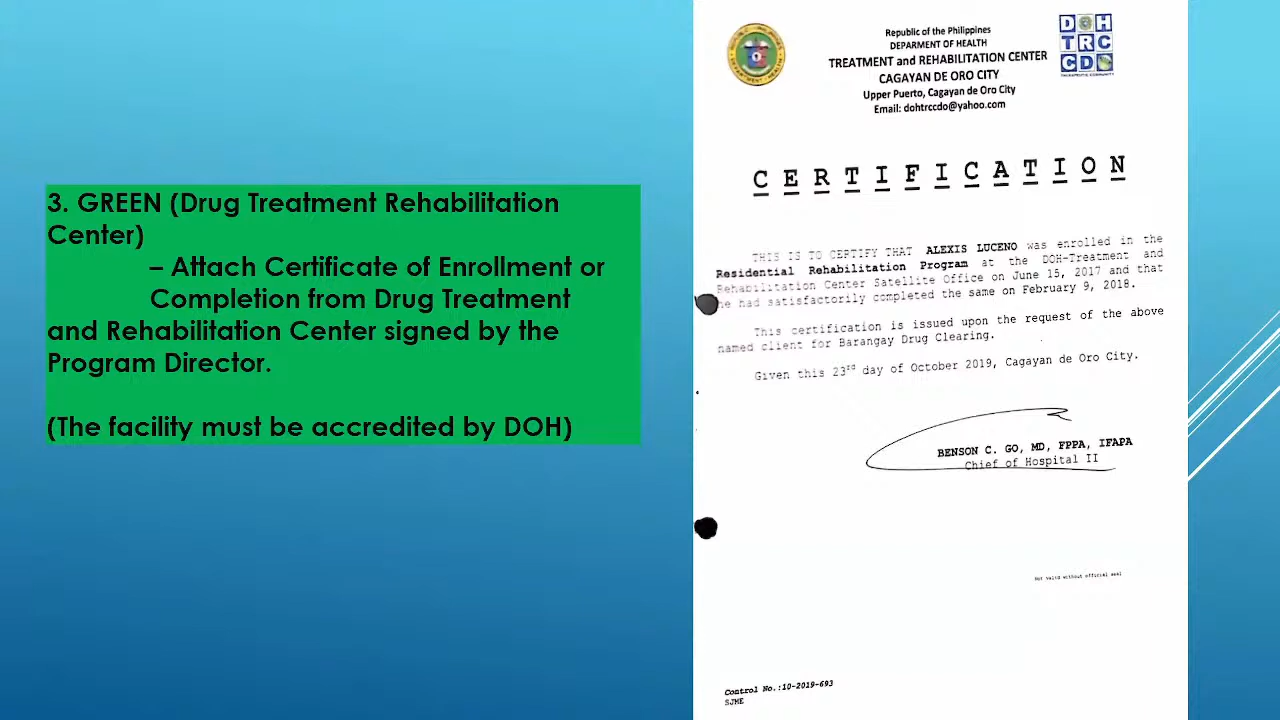 3. GREEN (Drug Treatment Rehabilitation
Center)
– Attach Certificate of Enrollment or
Completion from Drug Treatment
and Rehabilitation Center signed by the
Program Director.
(The facility must be accredited by DOH)
Republic of the Philippines
DEPARMENT OF HEALTH
TREATMENT and REHABILITATION CENTER
CAGAYAN DE ORO CITY
Upper Puerto, Cagayan de Oro City
Email: dohtrccdo@yahoo.com
DOH
TRC
CDO
THERAPEUTIC COMMUNITY
CERTIFICATION
THIS IS TO CERTIFY THAT ALEXIS LUCENO was enrolled in the
Residential Rehabilitation Program at the DOH-Treatment and
Rehabilitation Center Satellite Office on June 15, 2017 and that
he had satisfactorily completed the same on February 9, 2018.
This certification is issued upon the request of the above
named client for Barangay Drug Clearing.
Given this 23rd day of October 2019, Cagayan de Oro City.
BENSON C. GO, MD, FPPA, IFAPA
Chief of Hospital II
Not valid without official seal
Control No.:10-2019-693
SJME